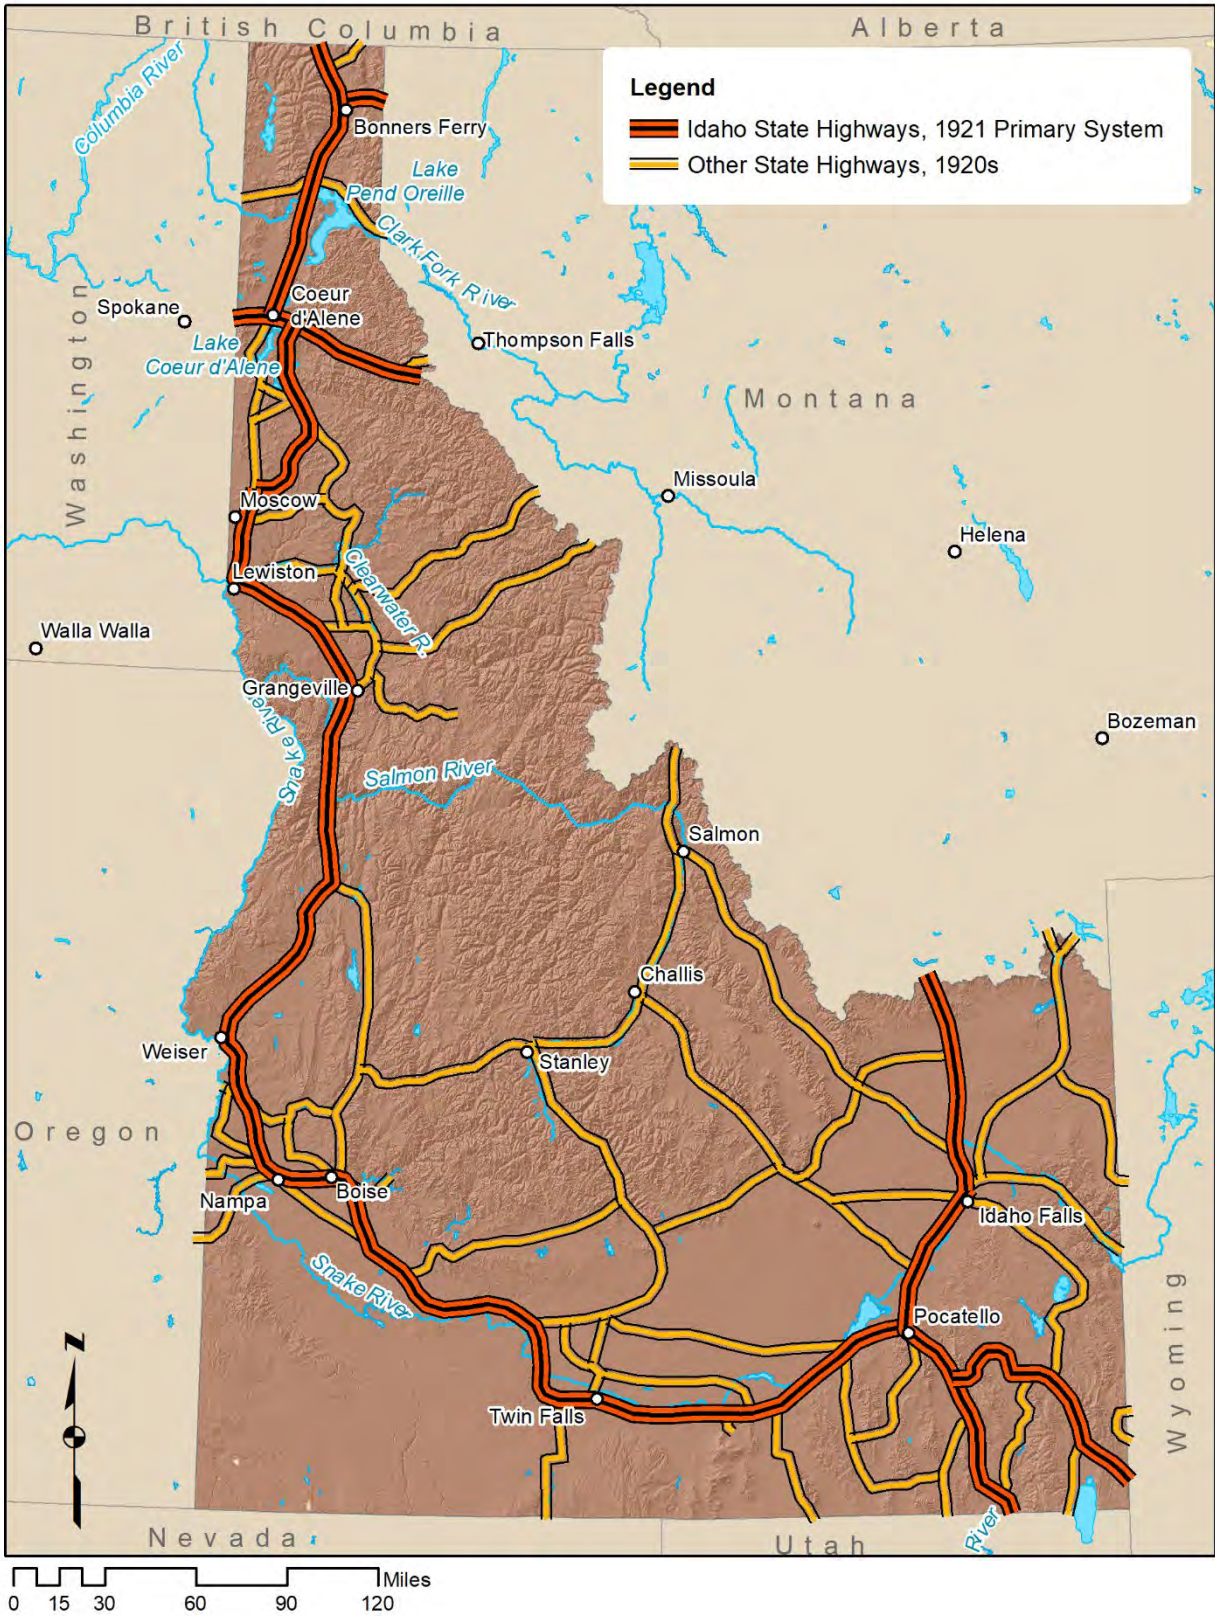 British Columbia
Alberta
Columbia River
Legend
Idaho State Highways, 1921 Primary System
Other State Highways, 1920s
Bonners Ferry
Lake
Pend Oreille
Clark Fork River
Washington
Spokane
Coeur
d'Alene
Lake
Coeur d'Alene
Thompson Falls
Montana
Missoula
Moscow
Helena
Lewiston
Clearwater R.
Walla Walla
Grangeville
Snake River
Bozeman
Salmon River
Salmon
Challis
Weiser
Stanley
Oregon
Nampa
Boise
Idaho Falls
Snake River
Wyoming
Pocatello
Twin Falls
N
Nevada
Utah
River
Miles
0 15 30 60 90 120